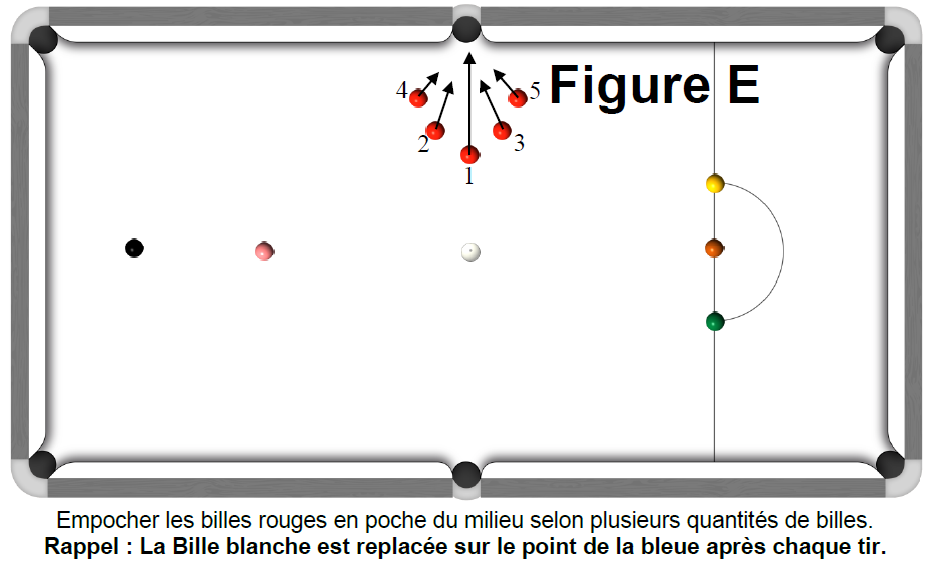 Figure E
4
5
2
3
1
Empocher les billes rouges en poche du milieu selon plusieurs quantités de billes.
Rappel : La Bille blanche est replacée sur le point de la bleue après chaque tir.